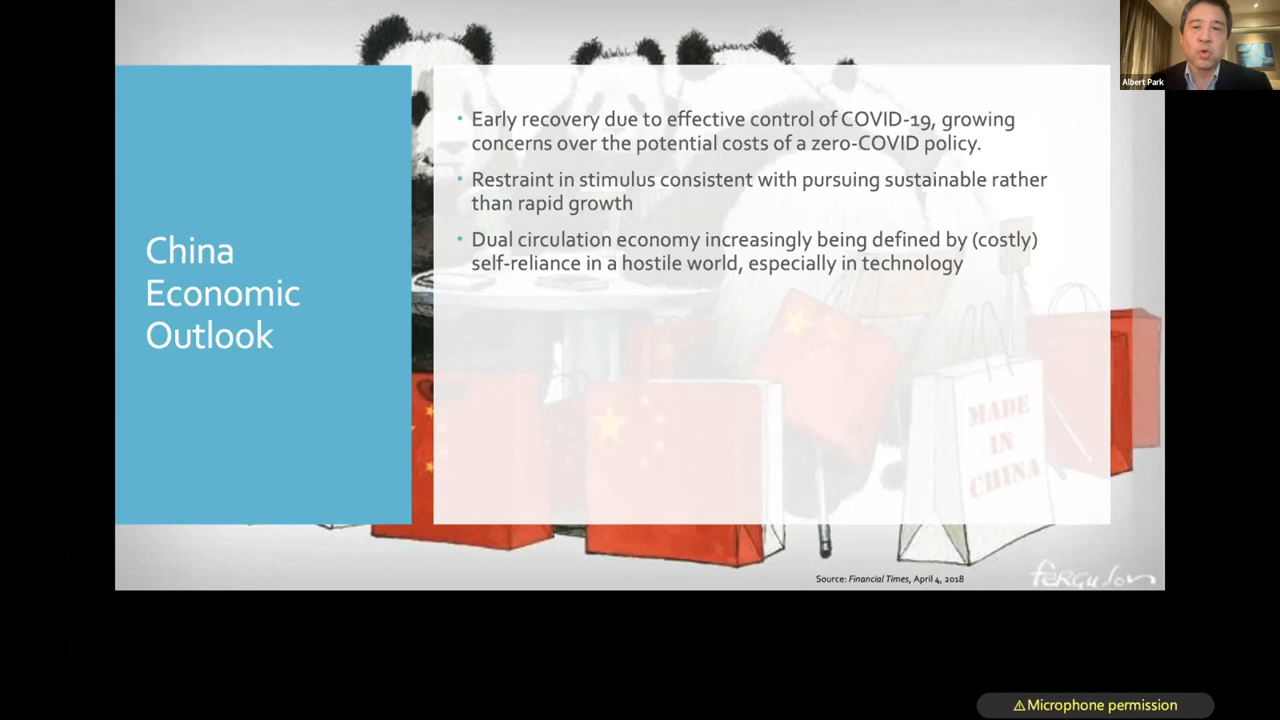 Albert Park
China
Economic
Outlook
• Early recovery due to effective control of COVID-19, growing
concerns over the potential costs of a zero-COVID policy.
• Restraint in stimulus consistent with pursuing sustainable rather
than rapid growth
• Dual circulation economy increasingly being defined by (costly)
self-reliance in a hostile world, especially in technology
MADE
IN
CHINA
Source: Financial Times, April 4, 2018
FERGUSON
⚠Microphone permission